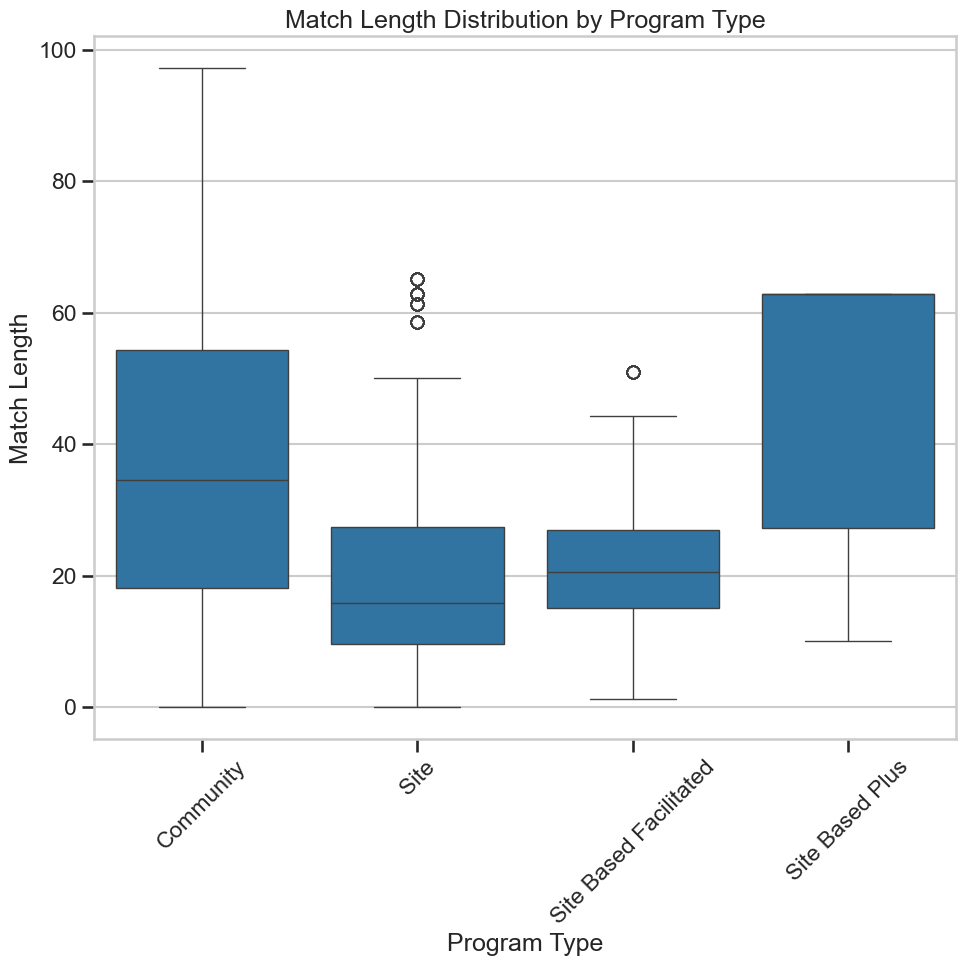 Match Length Distribution by Program Type
100
80
60
40
20
0
Match Length
Community
Site
Site Based Facilitated
Site Based Plus
Program Type